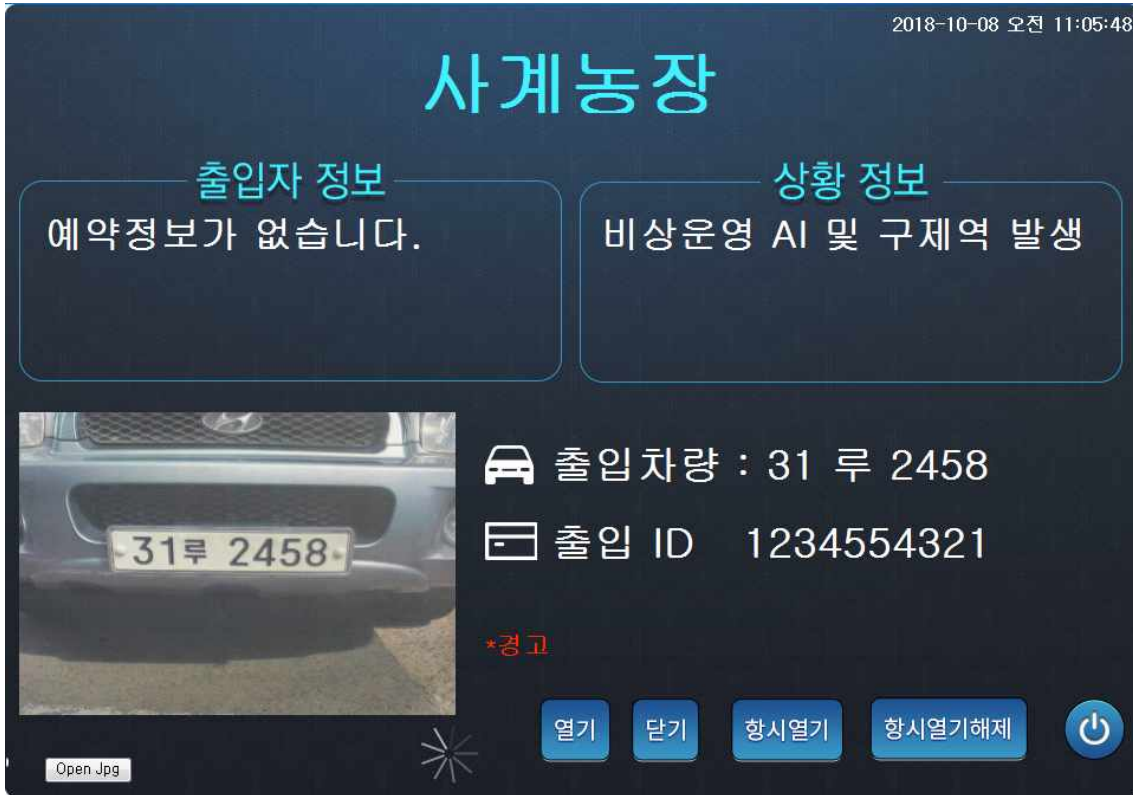 2018-10-08 오전 11:05:48
사계농장
출입자 정보
예약정보가 없습니다.
상황 정보
비상운영 AI 및 구제역 발생
31루 2458
출입차량 : 31 루 2458
출입 ID 1234554321
*경고
열기 닫기 항시열기 항시열기해제
Open Jpg